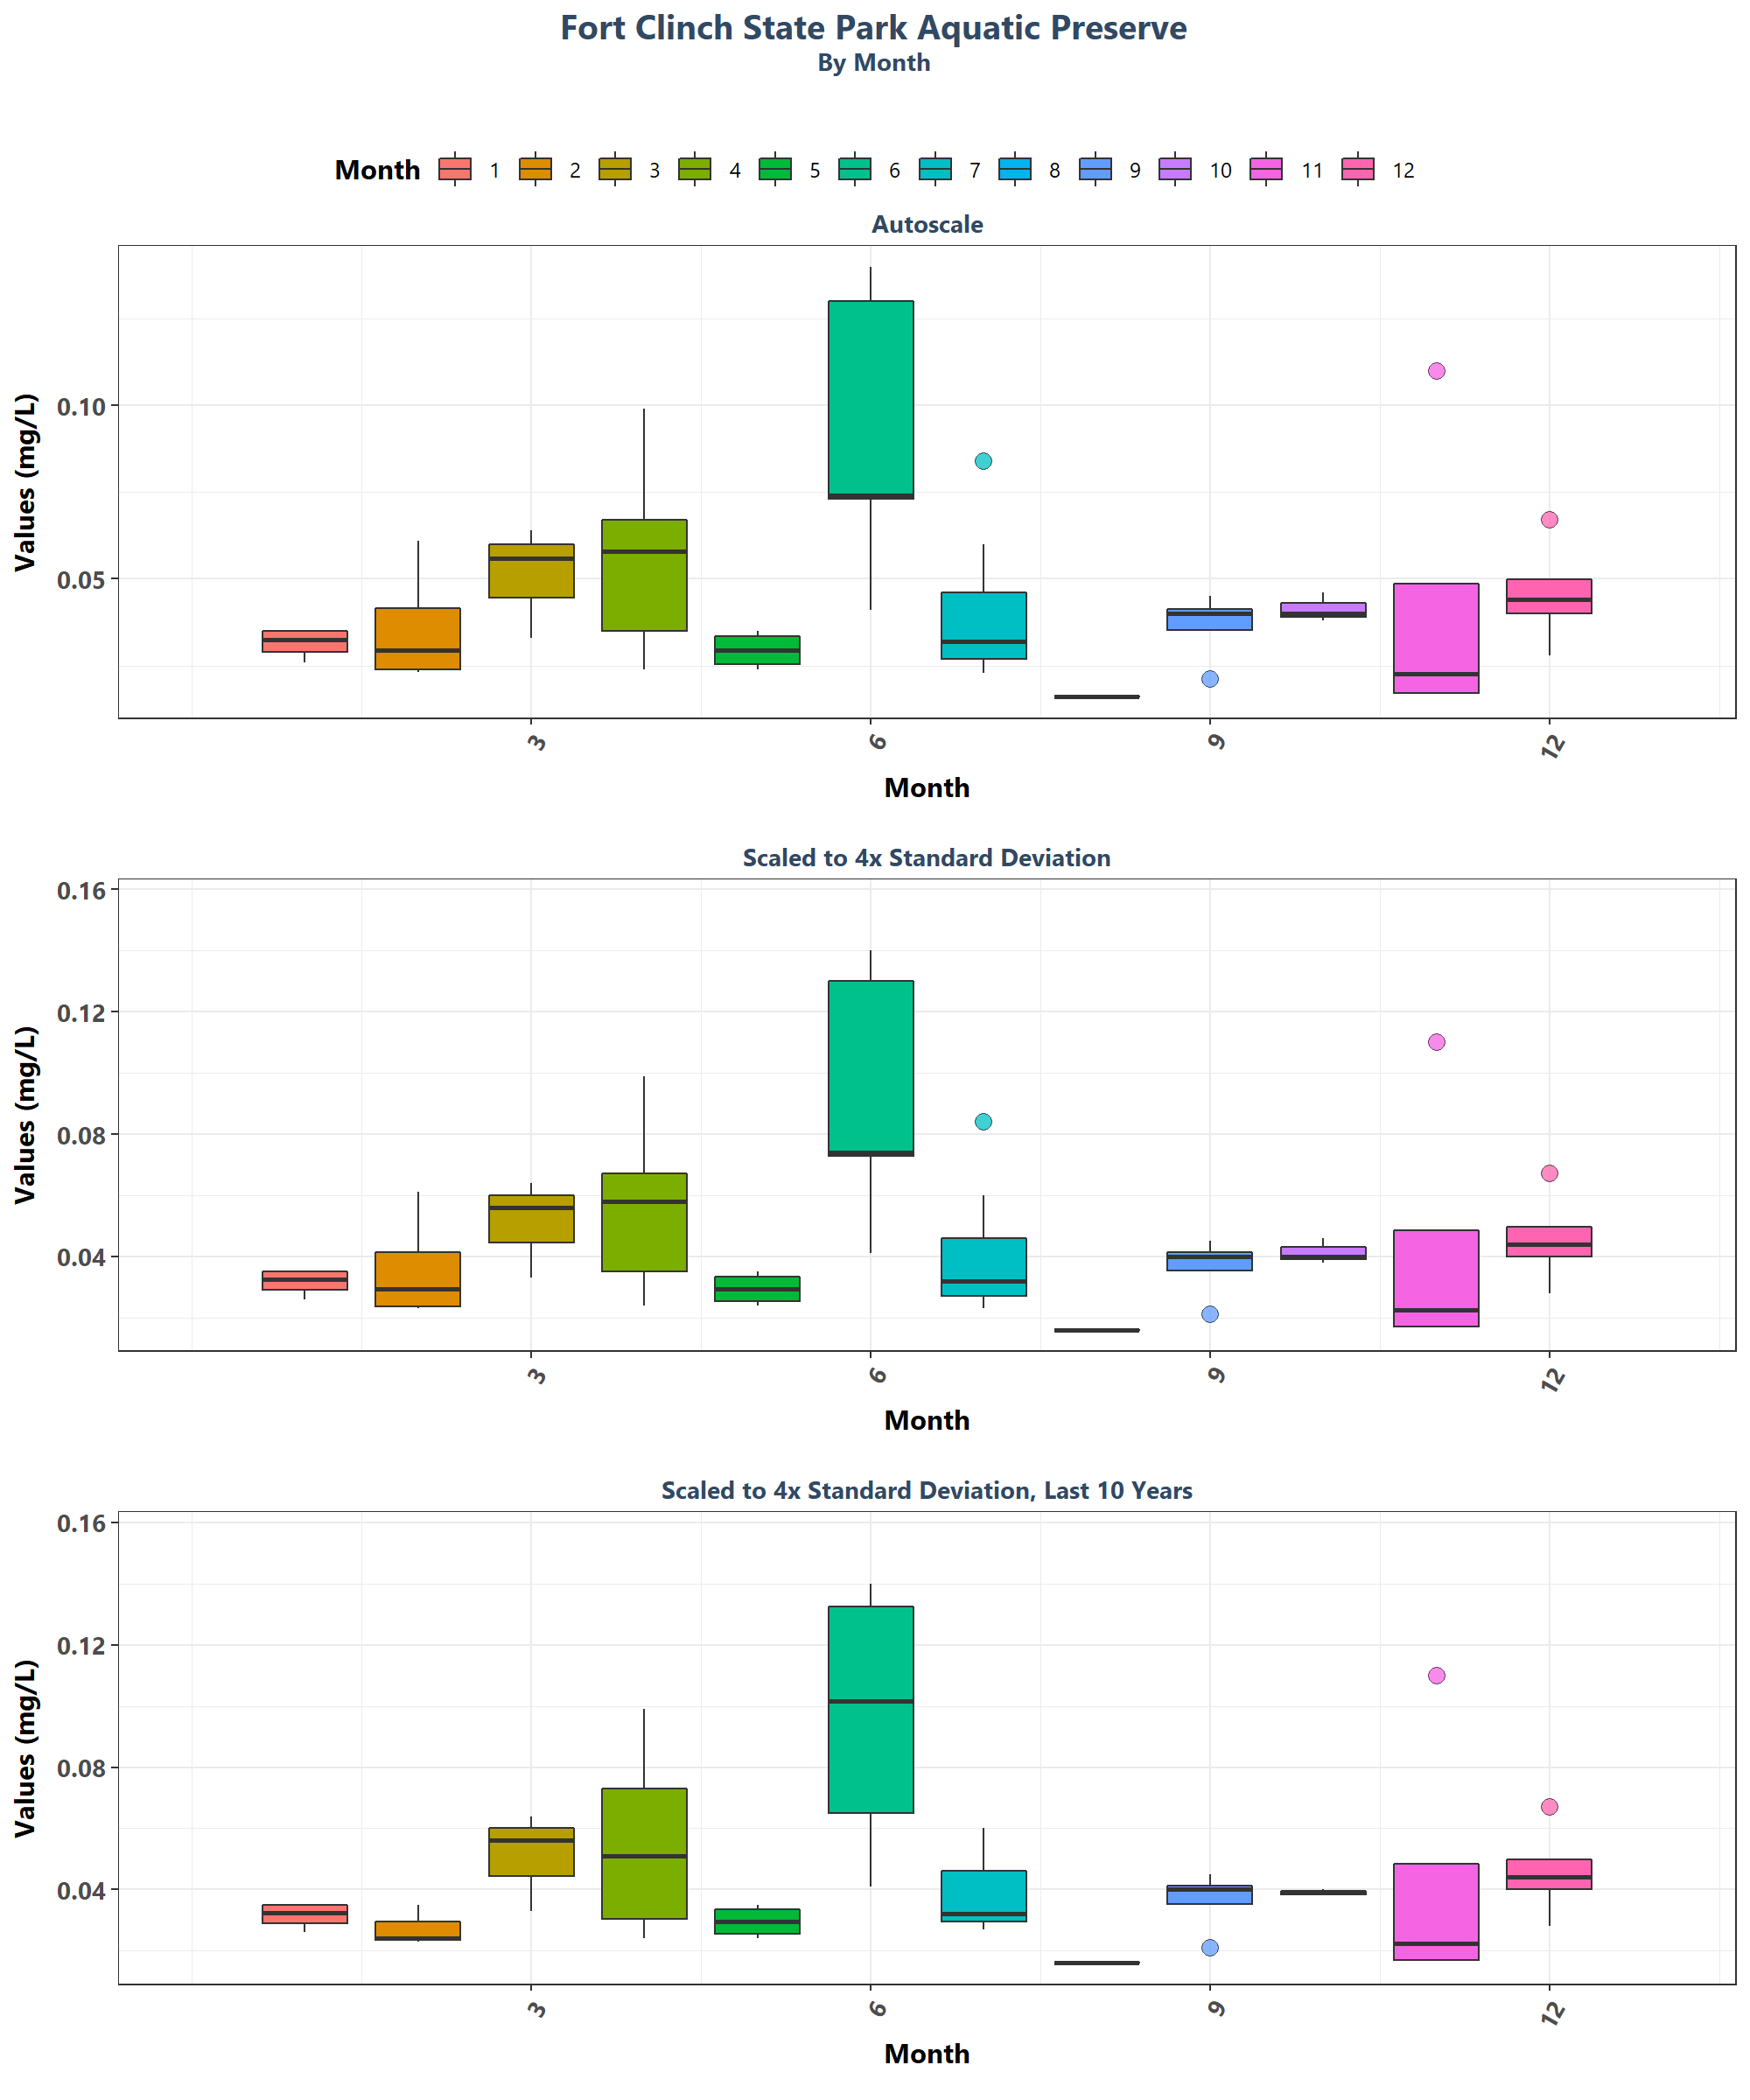 Fort Clinch State Park Aquatic Preserve
By Month
Month 1 2 3 4 5 6 7 8 9 10 11 12
Autoscale
Values (mg/L)
0.10
0.05
3 6 9 12
Month
Scaled to 4x Standard Deviation
Values (mg/L)
0.16
0.12
0.08
0.04
3 6 9 12
Month
Scaled to 4x Standard Deviation, Last 10 Years
Values (mg/L)
0.16
0.12
0.08
0.04
3 6 9 12
Month